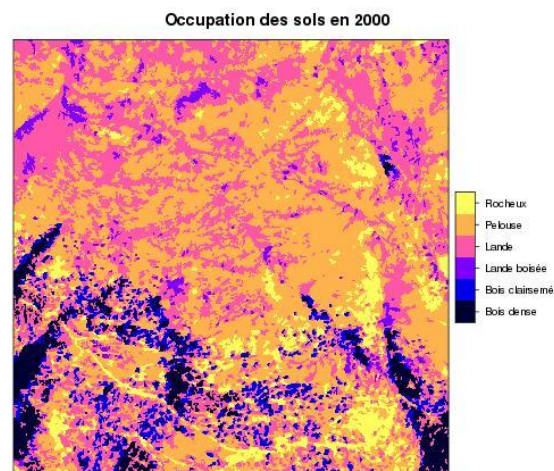 Occupation des sols en 2000
Rocheux
Pelouse
Lande
Lande boisée
Bois clairsemé
Bois dense